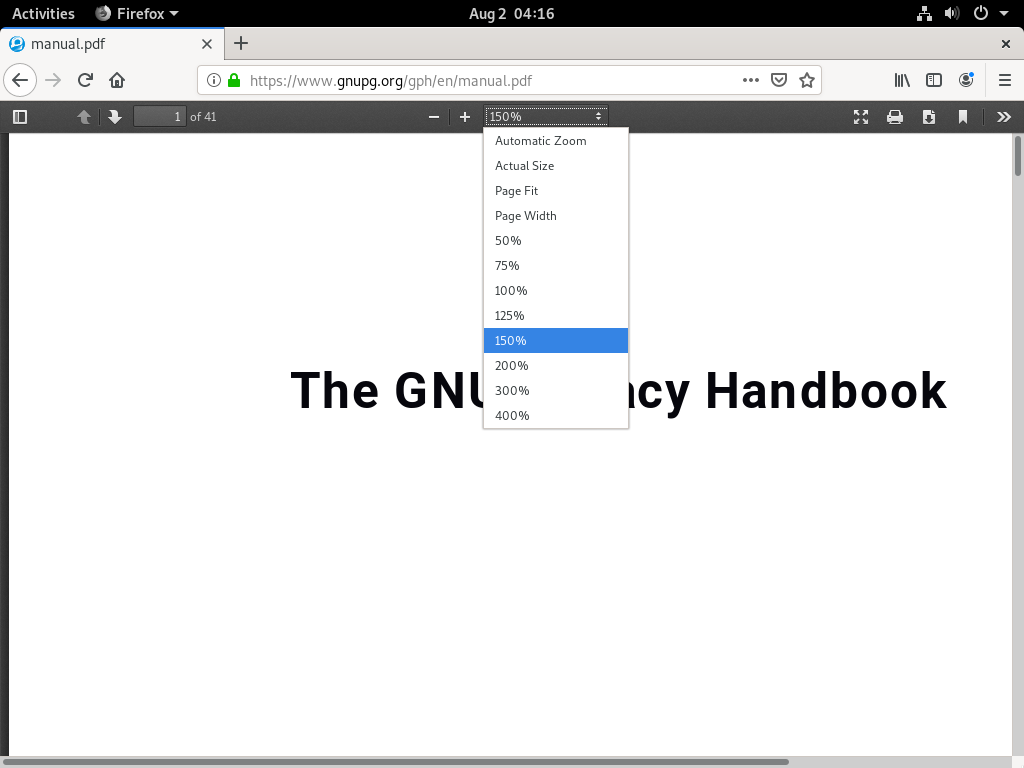 Activities Firefox Aug 2 04:16
manual.pdf
https://www.gnupg.org/gph/en/manual.pdf
1 of 41 150%
Automatic Zoom
Actual Size
Page Fit
Page Width
50%
75%
100%
125%
150%
200%
300%
400%
The GNU acy Handbook